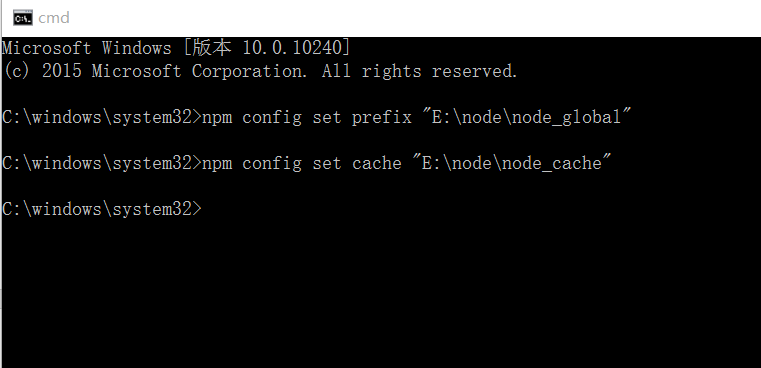 cmd
Microsoft Windows [版本 10.0.10240]
(c) 2015 Microsoft Corporation. All rights reserved.
C:\windows\system32>npm config set prefix "E:\node\node_global"
C:\windows\system32>npm config set cache "E:\node\node_cache"
C:\windows\system32>